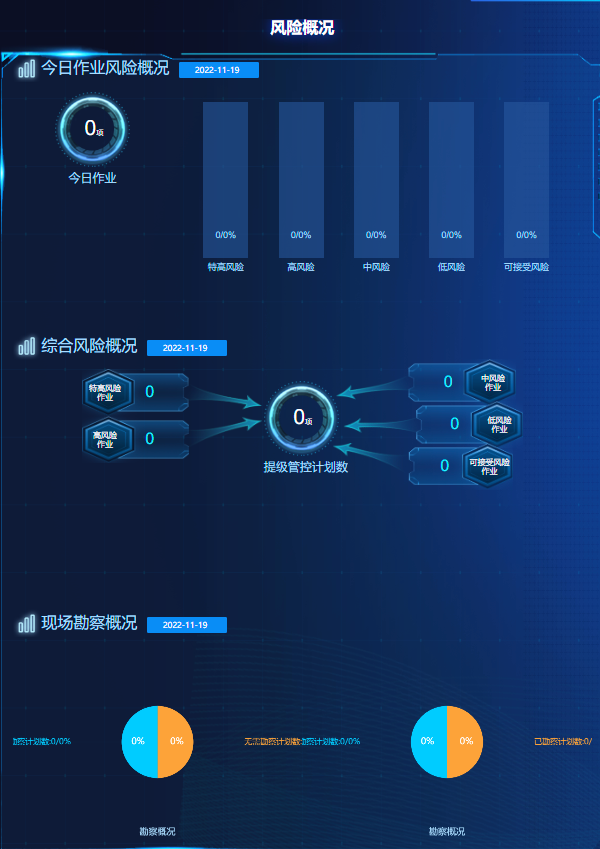 风险概况
今日作业风险概况 2022-11-19
0项
今日作业
0/0% 0/0% 0/0% 0/0% 0/0%
特高风险 高风险 中风险 低风险 可接受风险
综合风险概况 2022-11-19
特高风险
作业
0
高风险
作业
0
0项
提级管控计划数
0
中风险
作业
0
低风险
作业
0
可接受风险
作业
现场勘察概况 2022-11-19
勘察计划数:0/0%
0% 0%
无需勘察计划数
勘察计划数:0/0%
0% 0%
已勘察计划数:0/
勘察概况 勘察概况